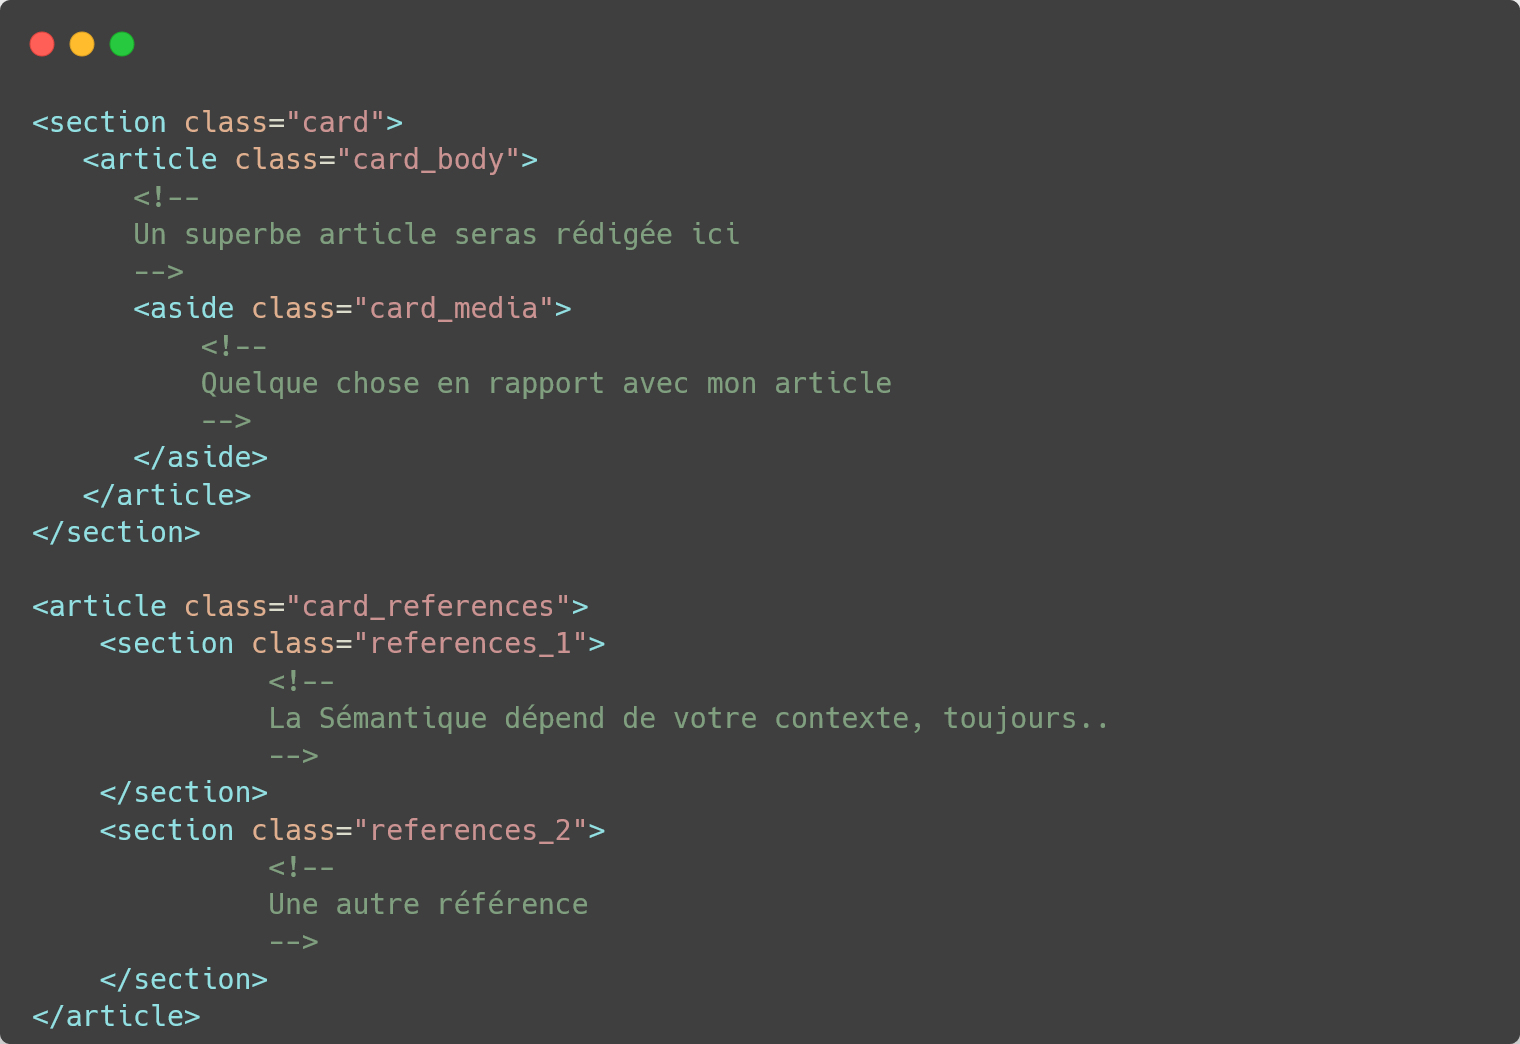 <section class="card">
   <article class="card_body">
      <!--
      Un superbe article seras rédigée ici
      -->
      <aside class="card_media">
          <!--
          Quelque chose en rapport avec mon article
          -->
      </aside>
   </article>
</section>

<article class="card_references">
    <section class="references_1">
              <!--
              La Sémantique dépend de votre contexte, toujours..
              -->
    </section>
    <section class="references_2">
              <!--
              Une autre référence
              -->
    </section>
</article>